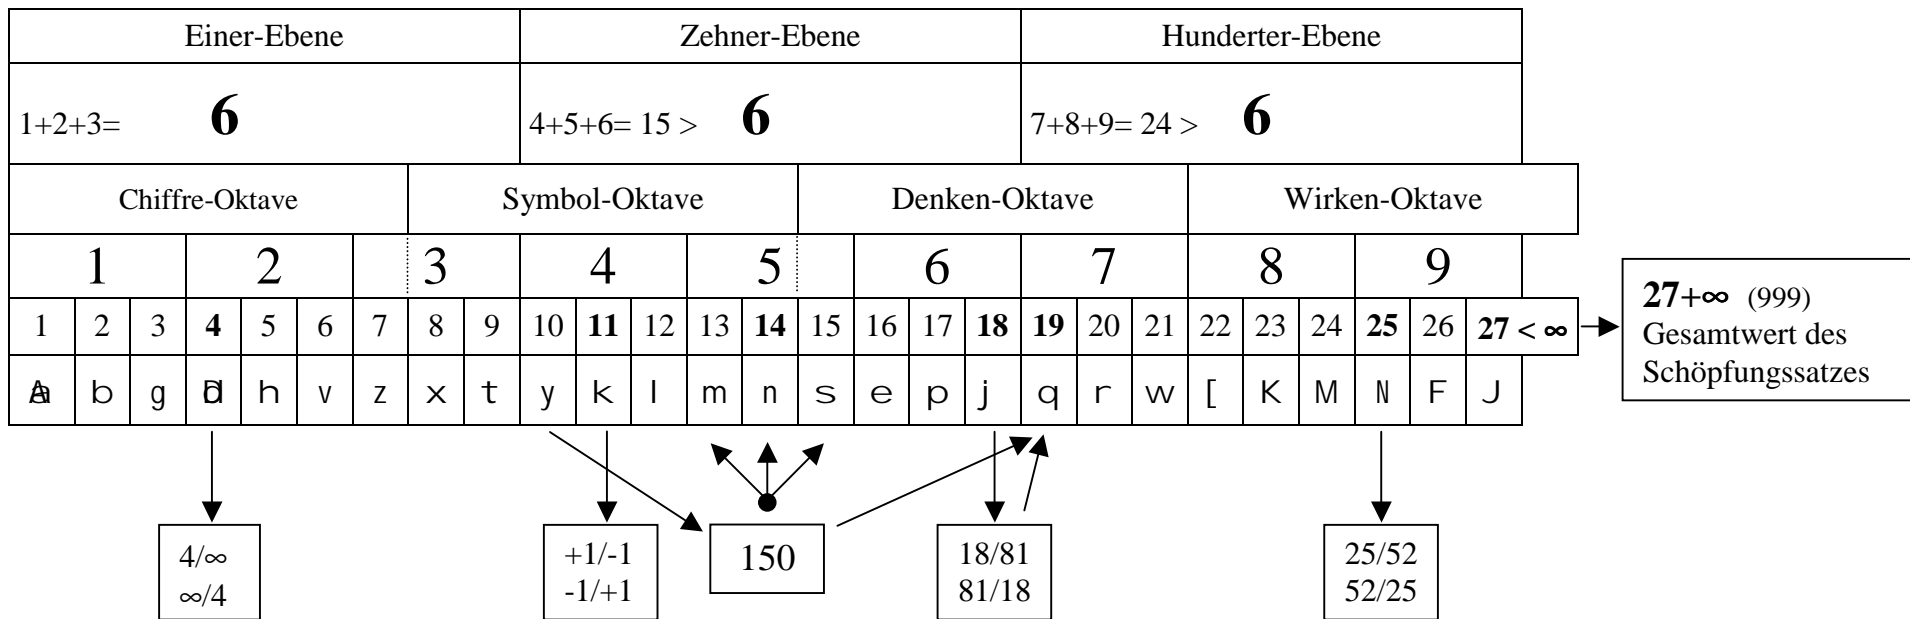 Einer-Ebene Zehner-Ebene Hunderter-Ebene
1+2+3= 6 4+5+6= 15 > 6 7+8+9= 24 > 6
Chiffre-Oktave Symbol-Oktave Denken-Oktave Wirken-Oktave
1 2 3 4 5 6 7 8 9
1 2 3 4 5 6 7 8 9 10 11 12 13 14 15 16 17 18 19 20 21 22 23 24 25 26 27 < ∞
b g h v z x t y k l m n s e p j q r w [ K M N F J
27+∞ (999)
Gesamtwert des
Schöpfungssatzes
4/∞
∞/4
+1/-1
-1/+1
150
18/81
81/18
25/52
52/25